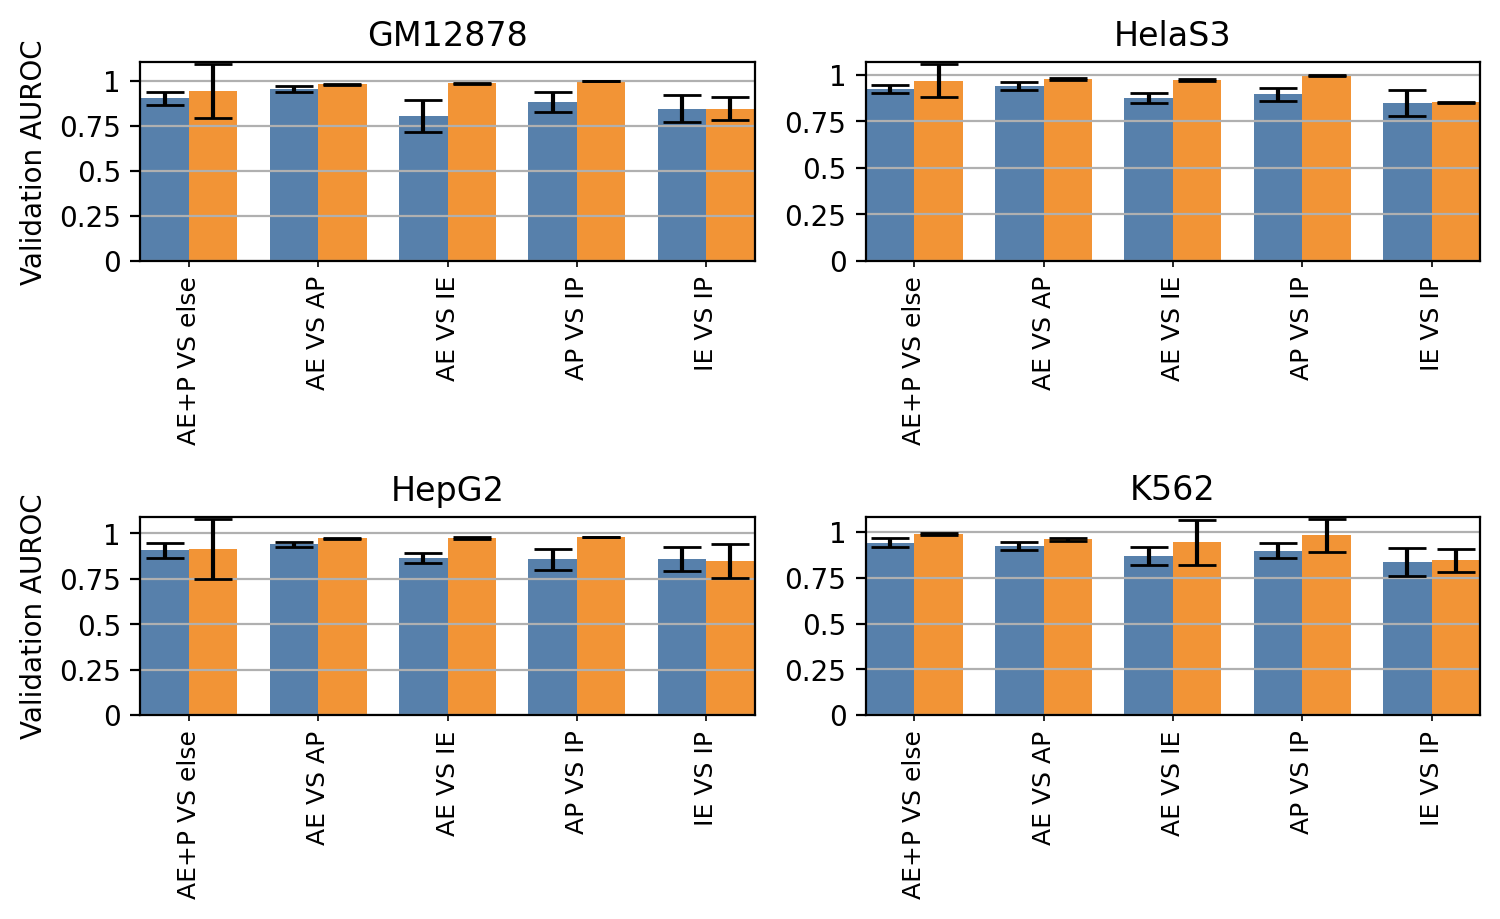 GM12878
Validation AUROC
1
0.75
0.5
0.25
0
AE+P VS else
AE VS AP
AE VS IE
AP VS IP
IE VS IP
HelaS3
1
0.75
0.5
0.25
0
AE+P VS else
AE VS AP
AE VS IE
AP VS IP
IE VS IP
HepG2
Validation AUROC
1
0.75
0.5
0.25
0
AE+P VS else
AE VS AP
AE VS IE
AP VS IP
IE VS IP
K562
1
0.75
0.5
0.25
0
AE+P VS else
AE VS AP
AE VS IE
AP VS IP
IE VS IP